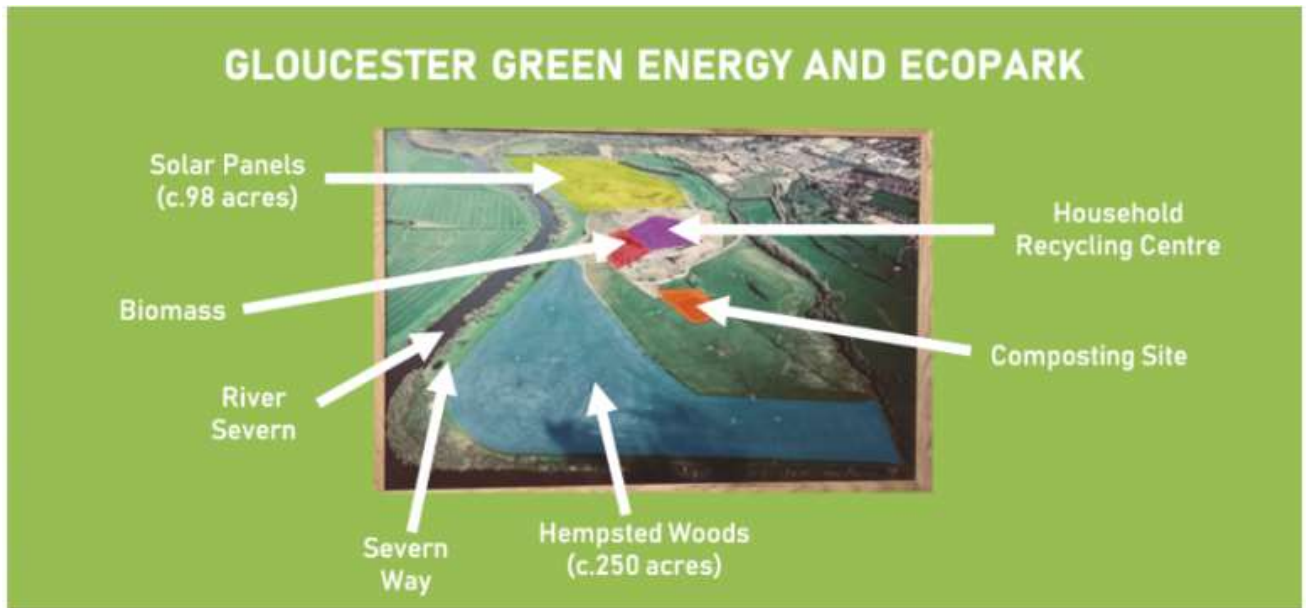 GLOUCESTER GREEN ENERGY AND ECOPARK
Solar Panels
(c.98 acres)
Household
Recycling Centre
Biomass
Composting Site
River
Severn
Severn
Way
Hempsted Woods
(c.250 acres)